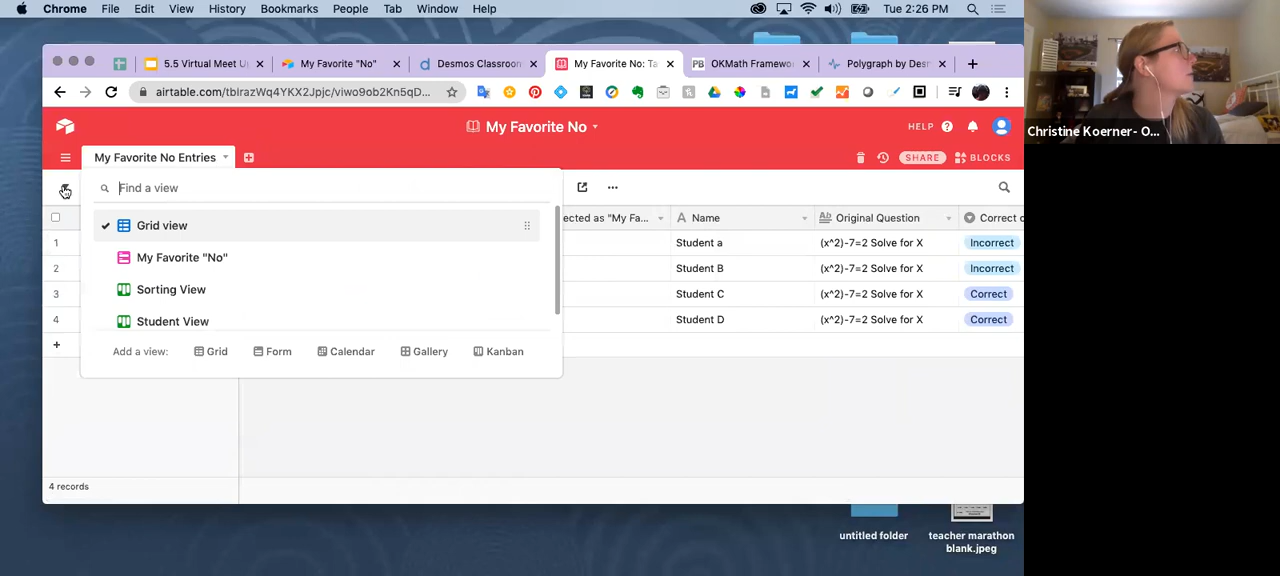 Chrome File Edit View History Bookmarks People Tab Window Help Tue 2:26 PM
5.5 Virtual Meet U
My Favorite "No"
Desmos Classroom
My Favorite No: Ta
PB OKMath Framewo
Polygraph by Desm
airtable.com/tbirazWq4YKX2Jpjc/viwo9ob2Kn5qD...
My Favorite No
HELP
My Favorite No Entries
SHARE BLOCKS
Find a view
Grid view
My Favorite "No"
Sorting View
Student View
Add a view: Grid Form Calendar Gallery Kanban
ected as "My Fa... Name Original Question Correct o
1 Student a (x^2)-7=2 Solve for X Incorrect
2 Student B (x^2)-7=2 Solve for X Incorrect
3 Student C (x^2)-7=2 Solve for X Correct
4 Student D (x^2)-7=2 Solve for X Correct
4 records
untitled folder
teacher marathon
blank.jpeg
Christine Koerner- O...